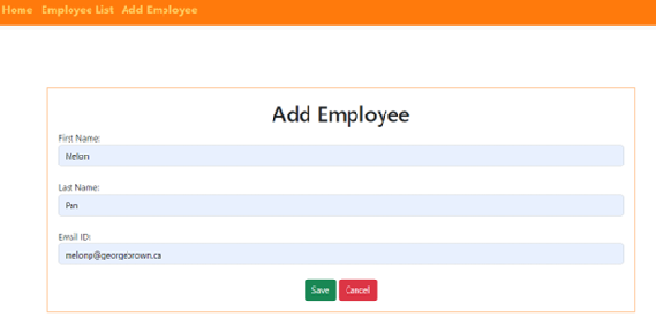 Home Employee List Add Employee
Add Employee
First Name:
Melon
Last Name:
Pan
Email ID:
melonp@georgebrown.ca
Save Cancel